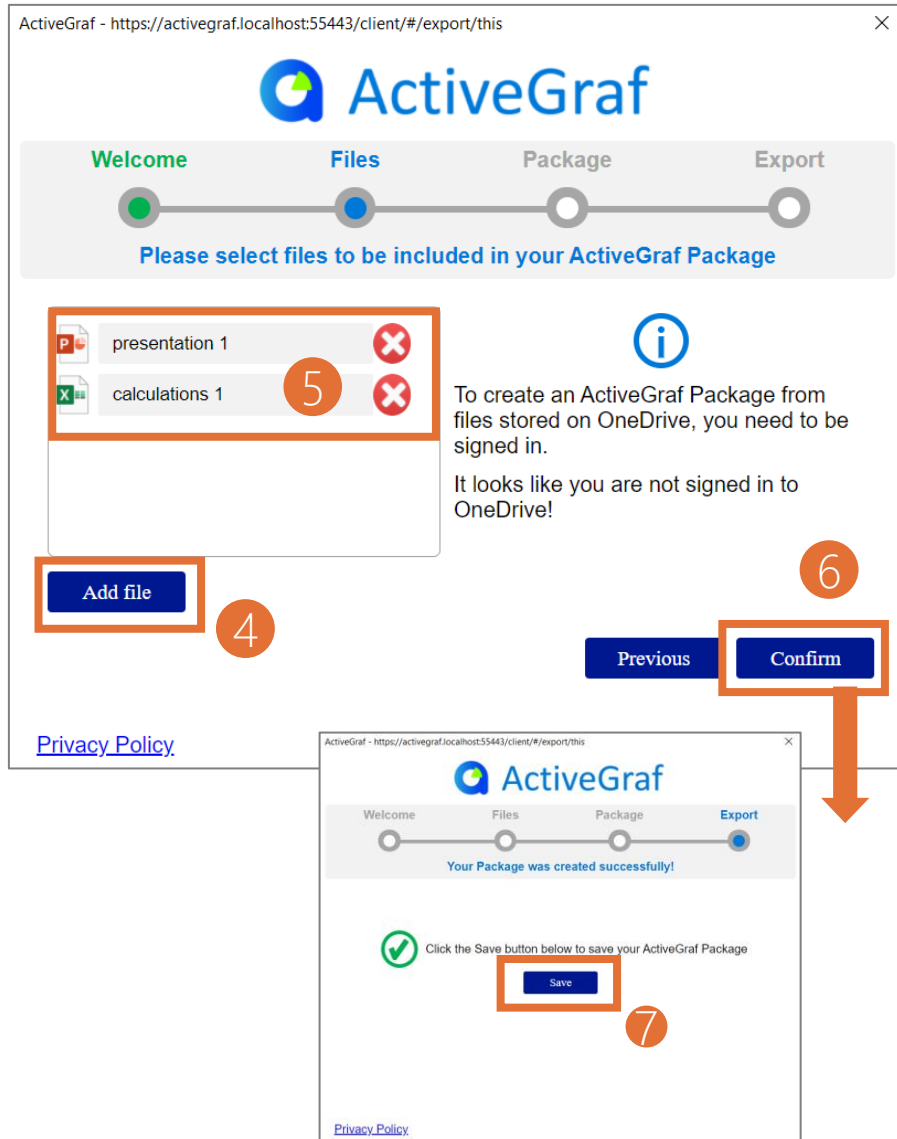 ActiveGraf - https://activegraf.localhost:55443/client/#/export/this
ActiveGraf
Welcome Files Package Export
Please select files to be included in your ActiveGraf Package
presentation 1
calculations 1
5
To create an ActiveGraf Package from
files stored on OneDrive, you need to be
signed in.
It looks like you are not signed in to
OneDrive!
Add file
4
6
Previous Confirm
Privacy Policy
ActiveGraf - https://activegraf.localhost:55443/client/#/export/this
ActiveGraf
Welcome Files Package Export
Your Package was created successfully!
Click the Save button below to save your ActiveGraf Package
Save
7
Privacy Policy